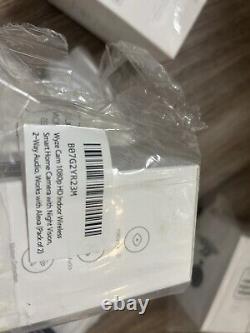 B07G2YR23M
Wyze Cam 1080p HD Indoor Wireless
Smart Home Camera with Night Vision,
2-Way Audio, Works with Alexa (Pack of 2)